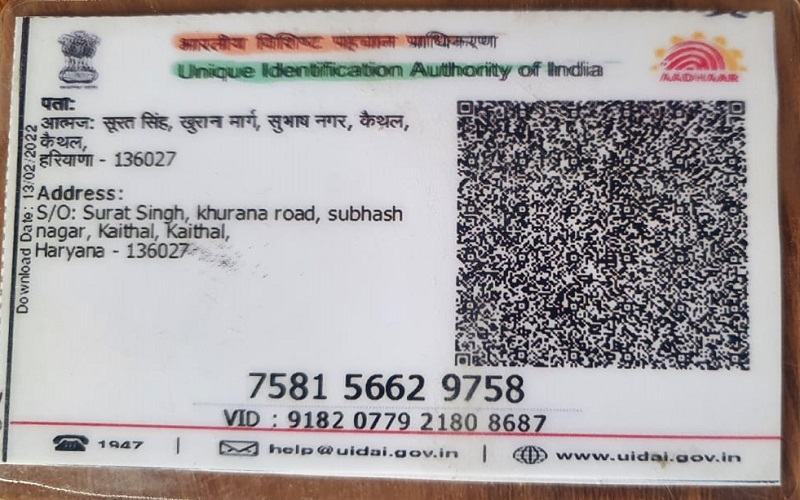 भारतीय विशिष्ट पहचान प्राधिकरण
Unique Identification Authority of India
AADHAAR
पता:
आत्मज: सूरत सिंह, खुराना मार्ग, सुभाष नगर, कैथल,
कैथल,
हरियाणा - 136027
Address:
S/O: Surat Singh, khurana road, subhash
nagar, Kaithal, Kaithal,
Haryana - 136027
Download Date: 13/02/2022
7581 5662 9758
VID : 9182 0779 2180 8687
1947 | help@uidai.gov.in | www.uidai.gov.in